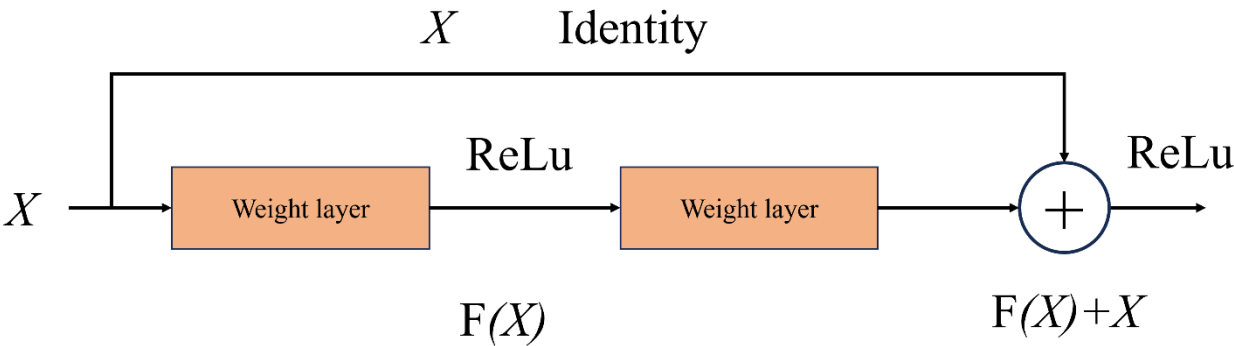 X Identity
ReLu
ReLu
X
Weight layer
Weight layer
+
F(X)
F(X)+X